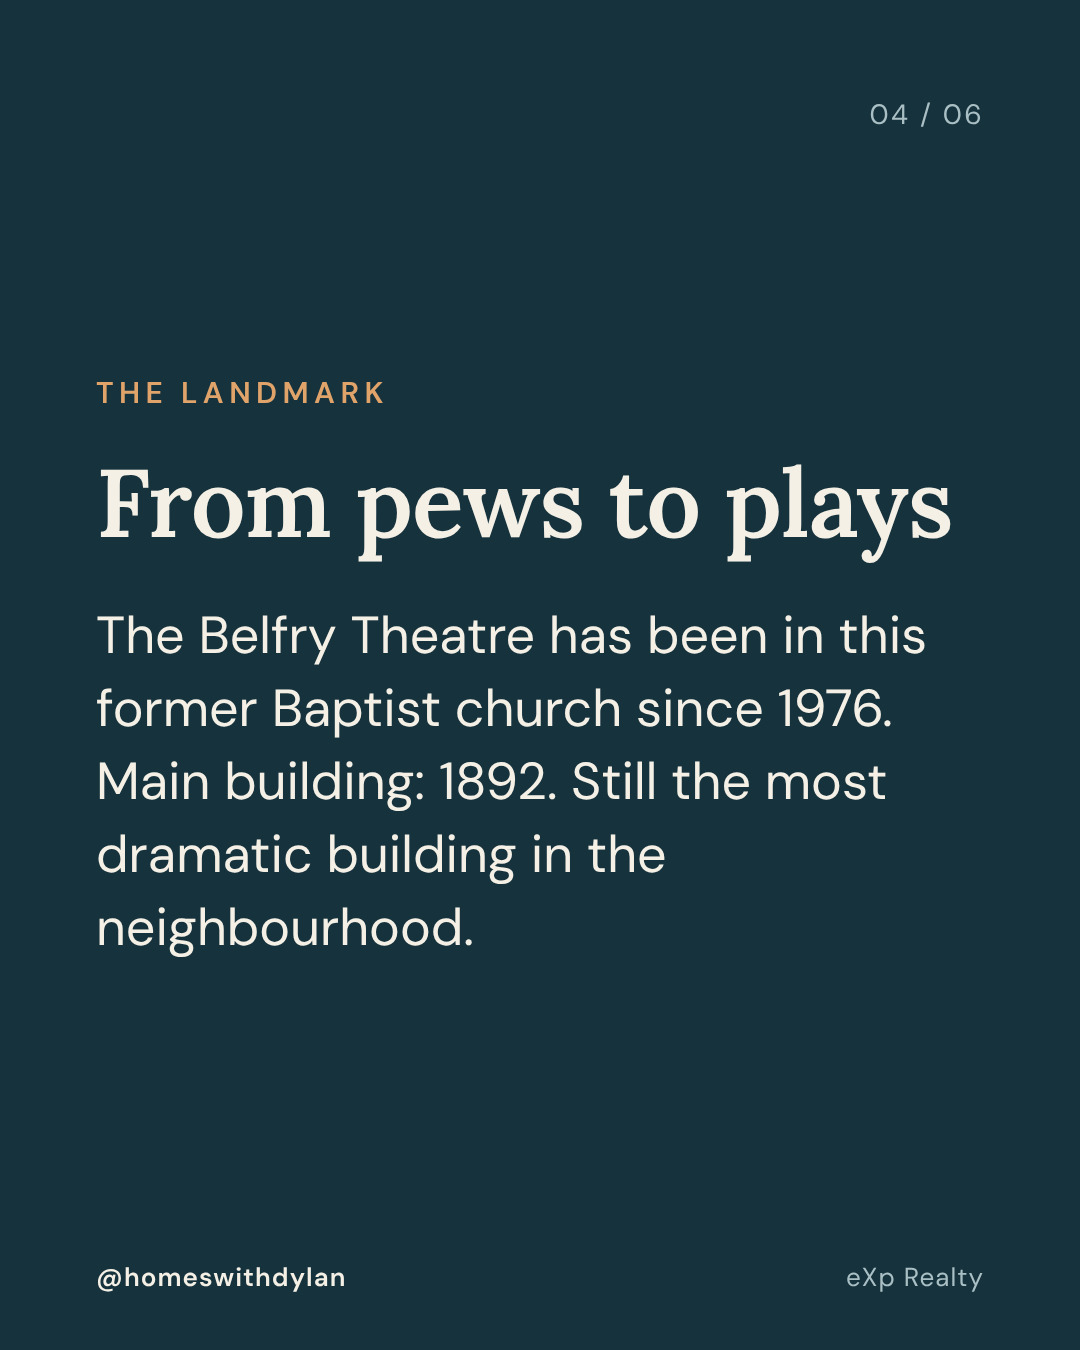 04 / 06
THE LANDMARK
From pews to plays
The Belfry Theatre has been in this
former Baptist church since 1976.
Main building: 1892. Still the most
dramatic building in the
neighbourhood.
@homeswithdylan
eXp Realty